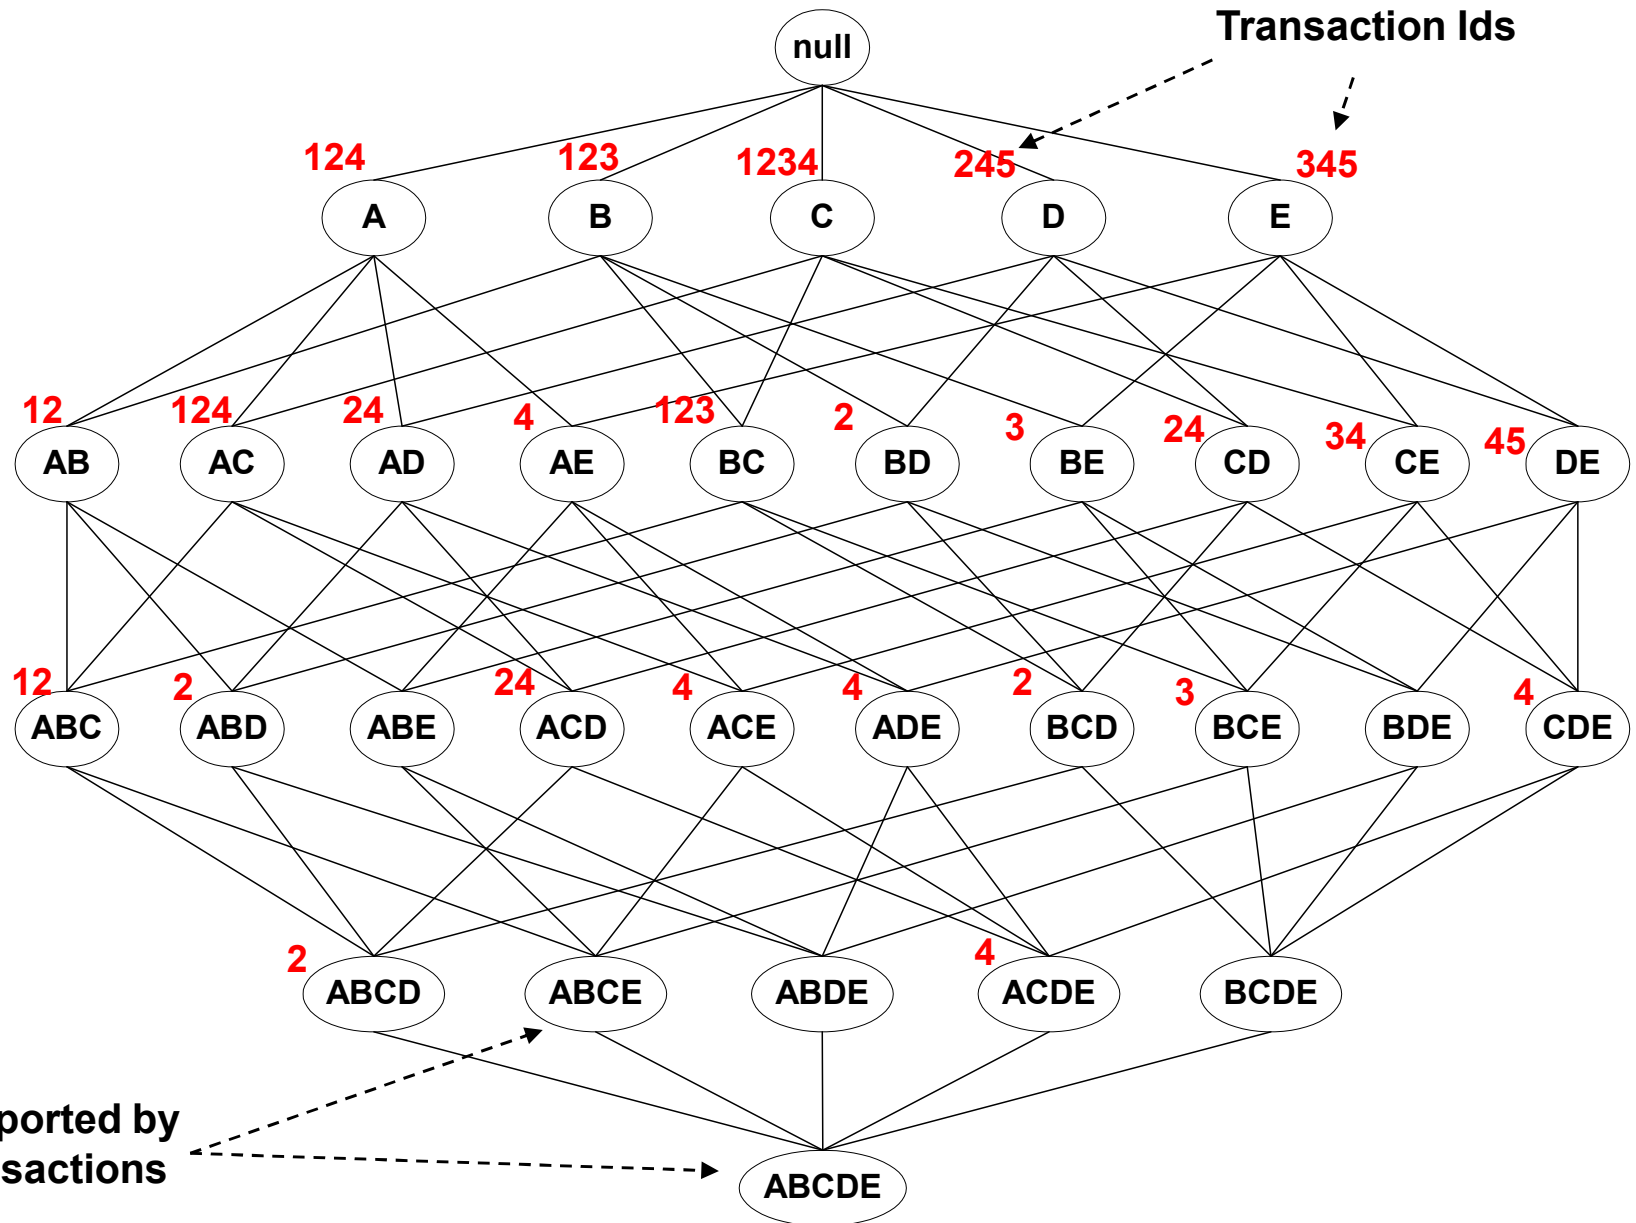 Transaction Ids
null
124 123 1234 245 345
A B C D E
12 124 24 4 123 2 3 24 34 45
AB AC AD AE BC BD BE CD CE DE
12 2 24 4 4 2 3 4
ABC ABD ABE ACD ACE ADE BCD BCE BDE CDE
2 4
ABCD ABCE ABDE ACDE BCDE
ported by
sactions
ABCDE